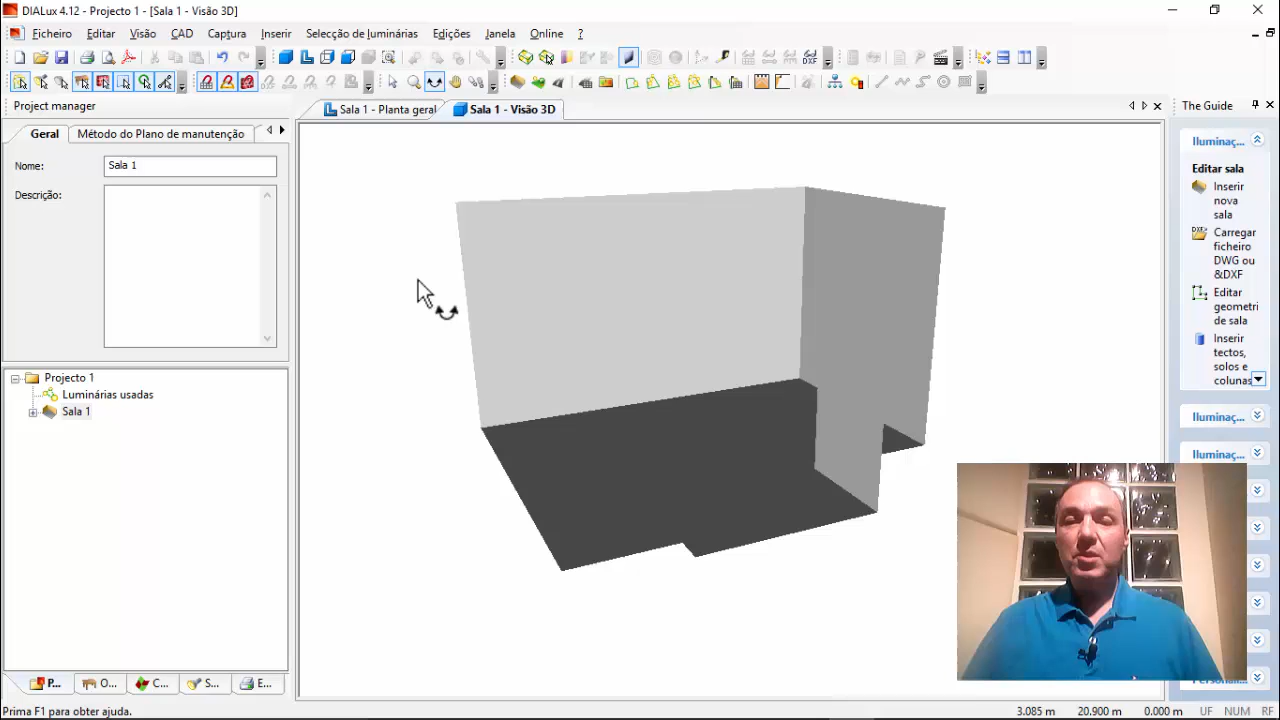 DIALux 4.12 - Projecto 1 - [Sala 1 - Visão 3D]
Ficheiro Editar Visão CAD Captura Inserir Selecção de luminárias Edições Janela Online ?
Project manager
Geral Método do Plano de manutenção
Nome: Sala 1
Descrição:
Projecto 1
Luminárias usadas
Sala 1
P... O... C... S... E...
Prima F1 para obter ajuda.
Sala 1 - Planta geral Sala 1 - Visão 3D
The Guide
Iluminaç...
Editar sala
Inserir
nova
sala
Carregar
ficheiro
DWG ou
&DXF
Editar
geometri
de sala
Inserir
tectos,
solos e
colunas
Iluminaç...
Iluminaç...
3.085 m 20.900 m 0.000 m UF NUM RF